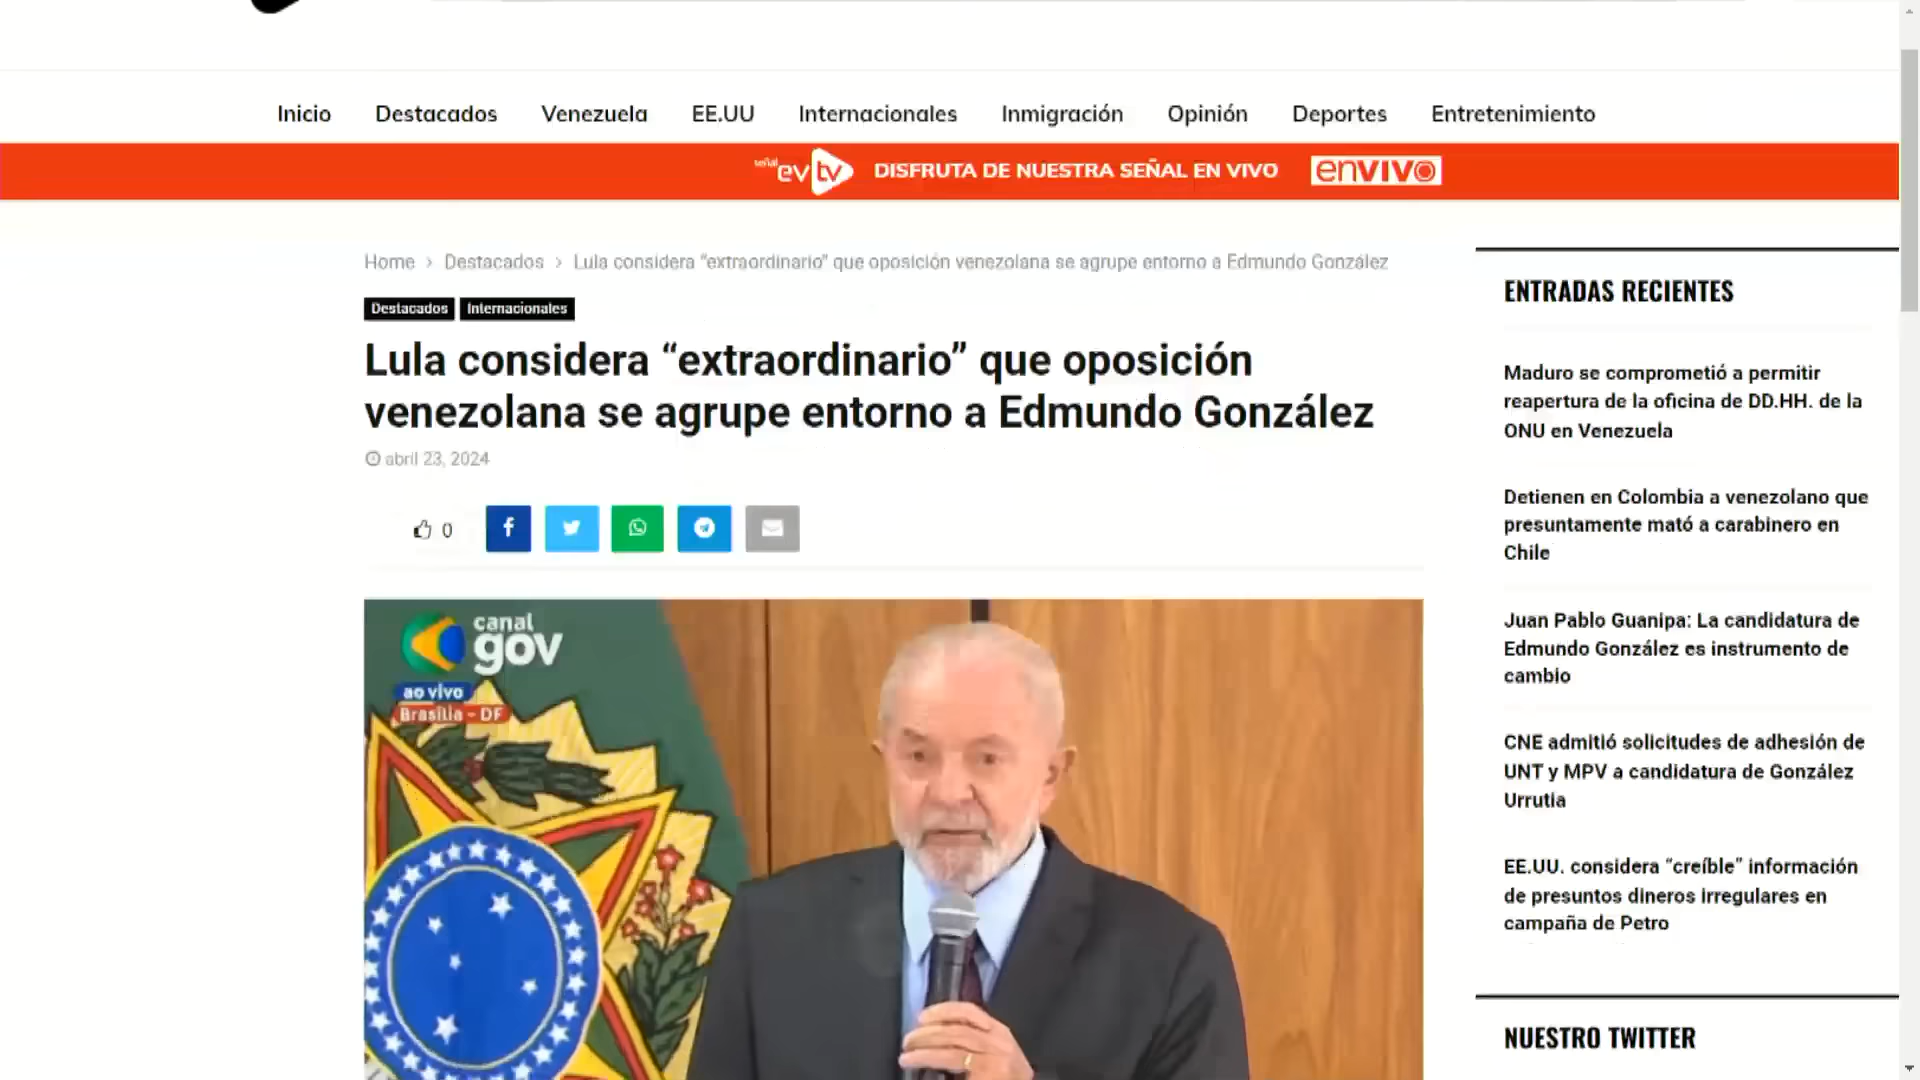 Inicio Destacados Venezuela EE.UU Internacionales Inmigración Opinión Deportes Entretenimiento
señal evtv DISFRUTA DE NUESTRA SEÑAL EN VIVO enVIVO
Home > Destacados > Lula considera “extraordinario” que oposición venezolana se agrupe entorno a Edmundo González
Destacados Internacionales
Lula considera “extraordinario” que oposición
venezolana se agrupe entorno a Edmundo González
abril 23, 2024
0
canal
gov
ao vivo
Brasília - DF
ENTRADAS RECIENTES
Maduro se comprometió a permitir
reapertura de la oficina de DD.HH. de la
ONU en Venezuela
Detienen en Colombia a venezolano que
presuntamente mató a carabinero en
Chile
Juan Pablo Guanipa: La candidatura de
Edmundo González es instrumento de
cambio
CNE admitió solicitudes de adhesión de
UNT y MPV a candidatura de González
Urrutia
EE.UU. considera “creíble” información
de presuntos dineros irregulares en
campaña de Petro
NUESTRO TWITTER